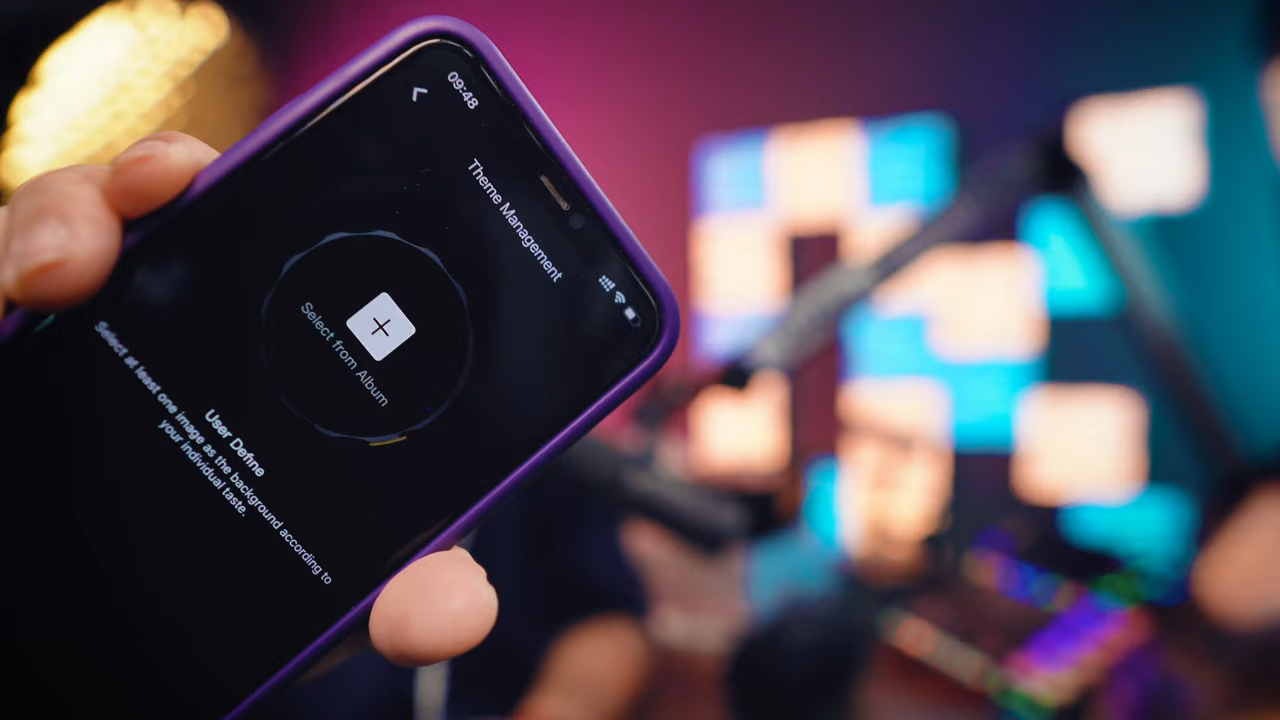 09:48
Theme Management
Select from Album
User Define
Select at least one image as the background according to
your individual taste.